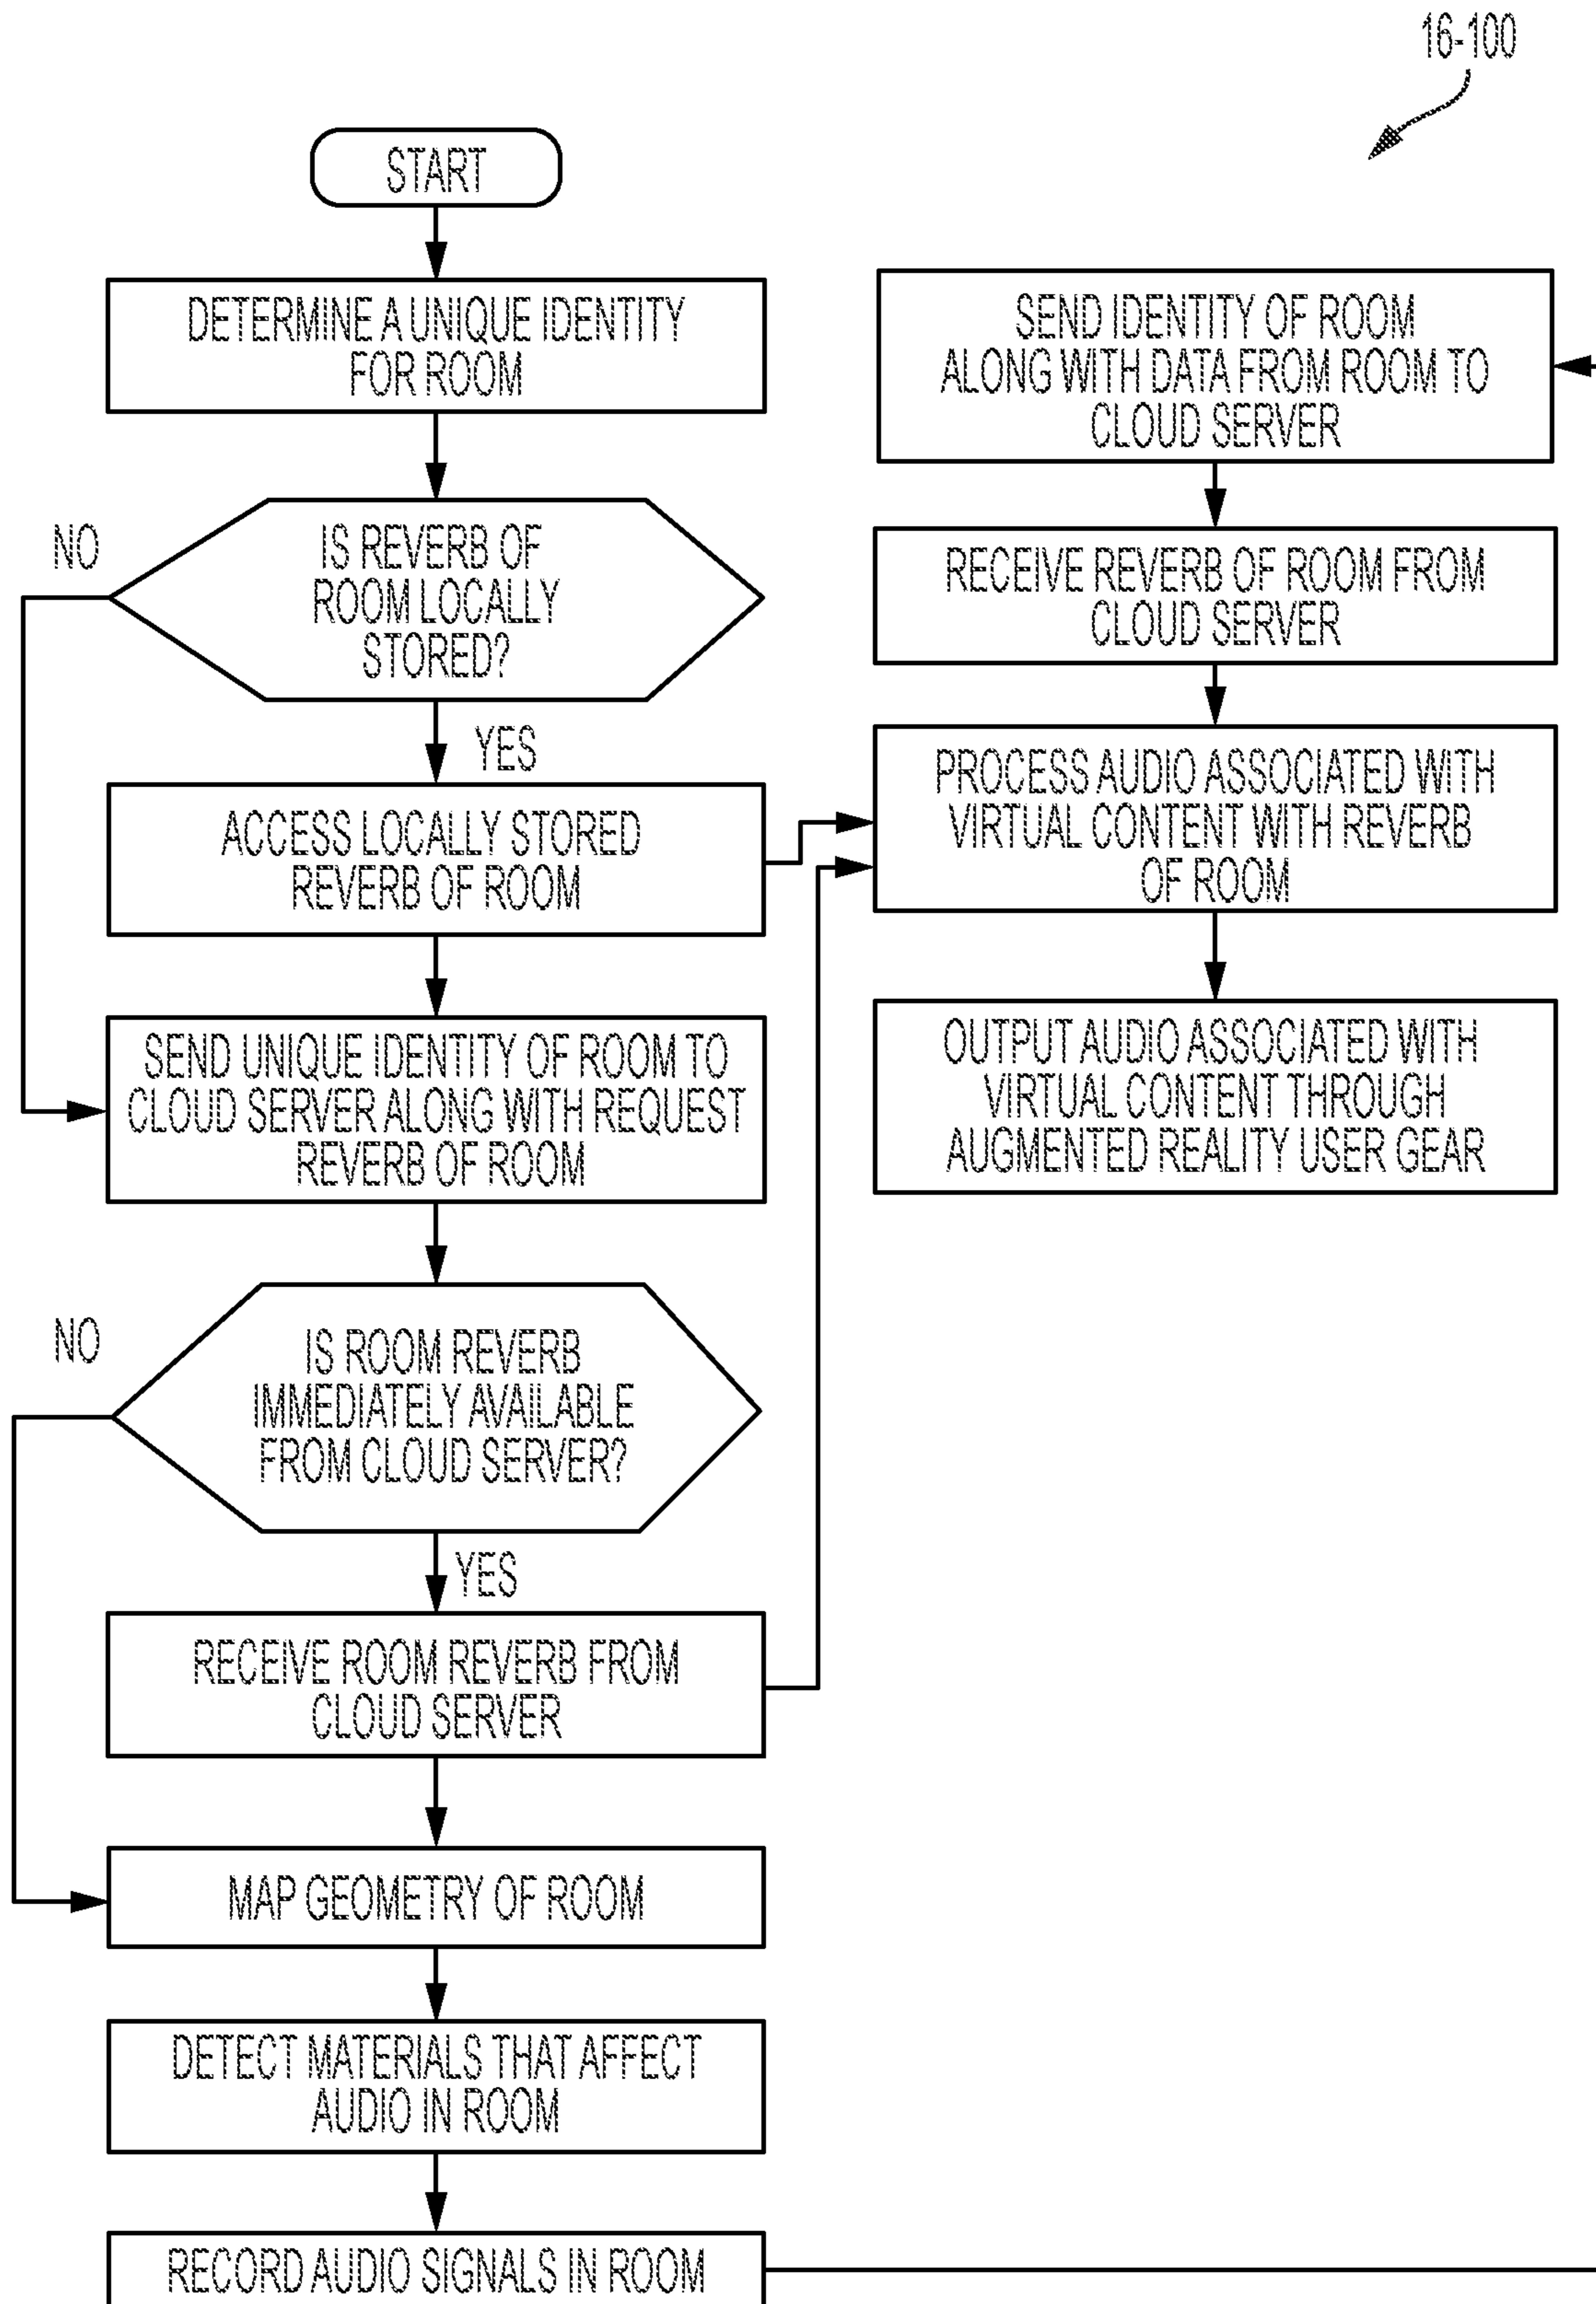 16-100
START
DETERMINE A UNIQUE IDENTITY
FOR ROOM
NO
IS REVERB OF
ROOM LOCALLY
STORED?
YES
ACCESS LOCALLY STORED
REVERB OF ROOM
SEND UNIQUE IDENTITY OF ROOM TO
CLOUD SERVER ALONG WITH REQUEST
REVERB OF ROOM
NO
IS ROOM REVERB
IMMEDIATELY AVAILABLE
FROM CLOUD SERVER?
YES
RECEIVE ROOM REVERB FROM
CLOUD SERVER
MAP GEOMETRY OF ROOM
DETECT MATERIALS THAT AFFECT
AUDIO IN ROOM
RECORD AUDIO SIGNALS IN ROOM
SEND IDENTITY OF ROOM
ALONG WITH DATA FROM ROOM TO
CLOUD SERVER
RECEIVE REVERB OF ROOM FROM
CLOUD SERVER
PROCESS AUDIO ASSOCIATED WITH
VIRTUAL CONTENT WITH REVERB
OF ROOM
OUTPUT AUDIO ASSOCIATED WITH
VIRTUAL CONTENT THROUGH
AUGMENTED REALITY USER GEAR